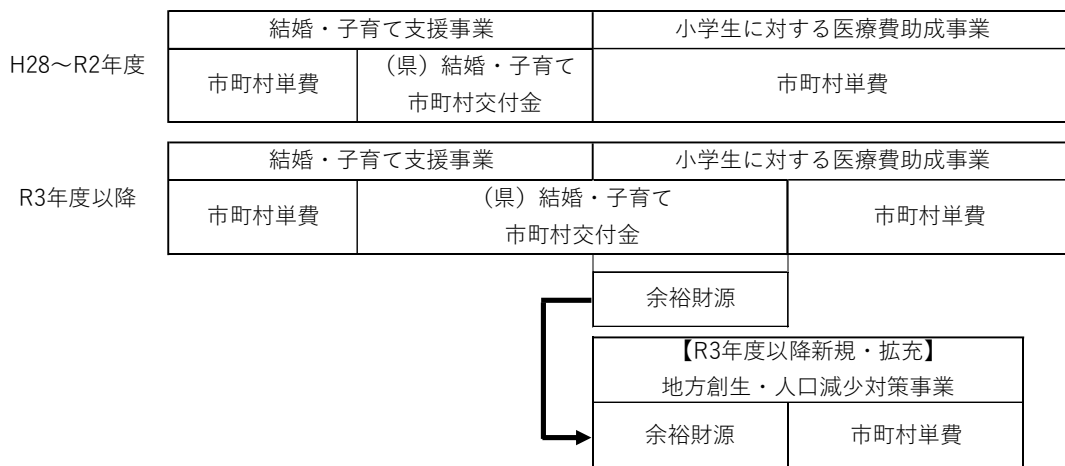 結婚・子育て支援事業
小学生に対する医療費助成事業
H28～R2年度
市町村単費
（県）結婚・子育て
市町村交付金
市町村単費
結婚・子育て支援事業
小学生に対する医療費助成事業
R3年度以降
市町村単費
（県）結婚・子育て
市町村交付金
市町村単費
余裕財源
【R3年度以降新規・拡充】
地方創生・人口減少対策事業
余裕財源
市町村単費